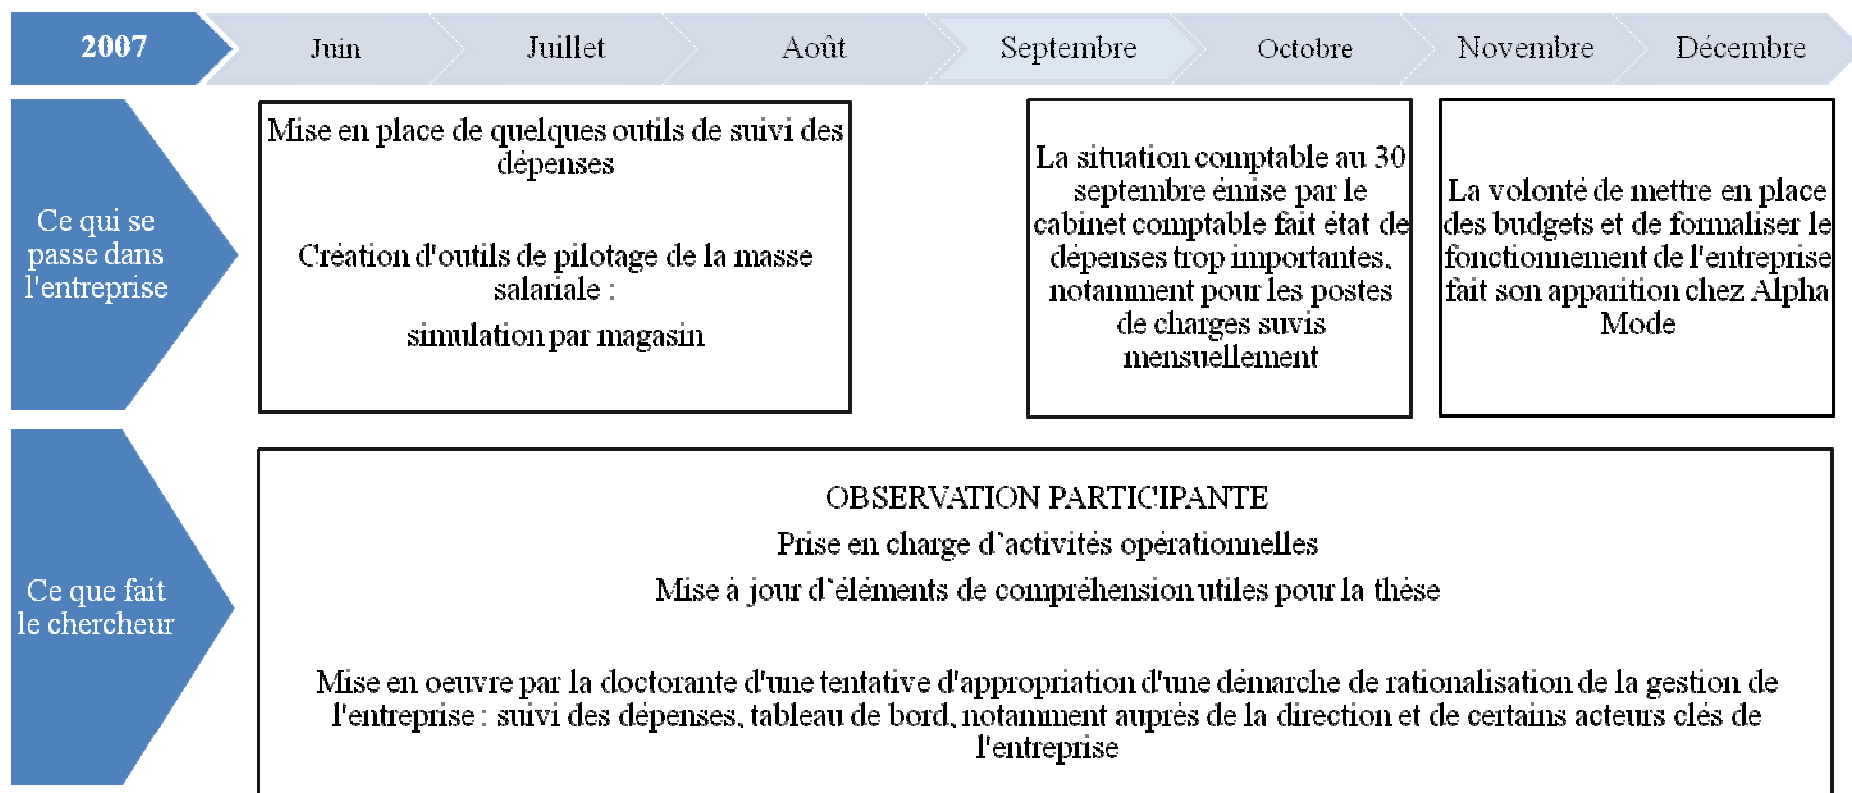 2007
Juin
Juillet
Août
Septembre
Octobre
Novembre
Décembre
Ce qui se
passe dans
l'entreprise
Mise en place de quelques outils de suivi des
dépenses
Création d'outils de pilotage de la masse
salariale :
simulation par magasin
La situation comptable au 30
septembre émise par le
cabinet comptable fait état de
dépenses trop importantes,
notamment pour les postes
de charges suvis
mensuellement
La volonté de mettre en place
des budgets et de formaliser le
fonctionnement de l'entreprise
fait son apparition chez Alpha
Mode
Ce que fait
le chercheur
OBSERVATION PARTICIPANTE
Prise en charge d’activités opérationnelles
Mise à jour d’éléments de compréhension utiles pour la thèse
Mise en oeuvre par la doctorante d'une tentative d'appropriation d'une démarche de rationalisation de la gestion de
l'entreprise : suivi des dépenses, tableau de bord, notamment auprès de la direction et de certains acteurs clés de
l'entreprise